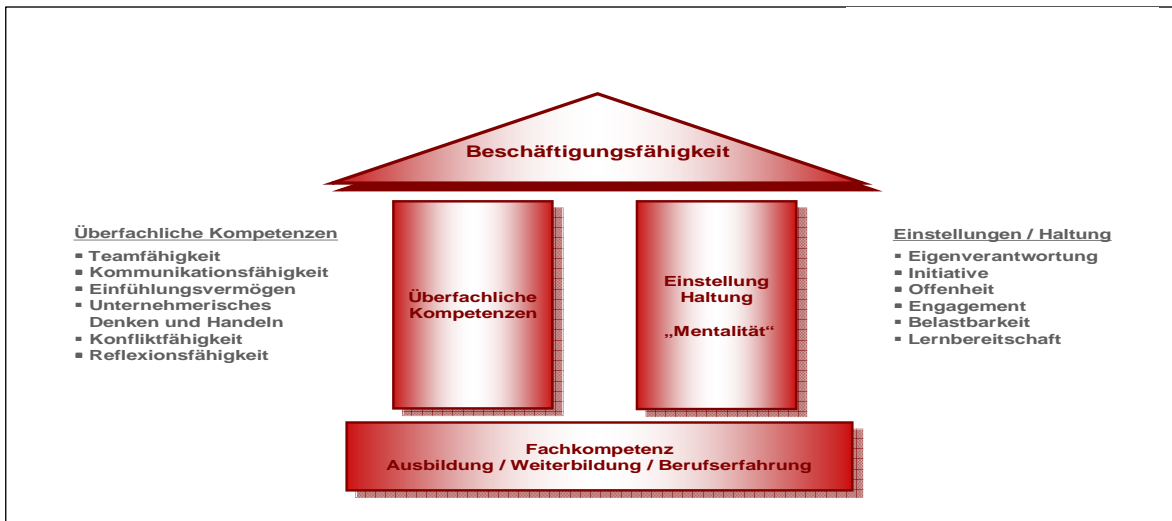 Beschäftigungsfähigkeit
Überfachliche Kompetenzen
▪ Teamfähigkeit
▪ Kommunikationsfähigkeit
▪ Einfühlungsvermögen
▪ Unternehmerisches
Denken und Handeln
▪ Konfliktfähigkeit
▪ Reflexionsfähigkeit
Überfachliche
Kompetenzen
Einstellung
Haltung
„Mentalität“
Einstellungen / Haltung
▪ Eigenverantwortung
▪ Initiative
▪ Offenheit
▪ Engagement
▪ Belastbarkeit
▪ Lernbereitschaft
Fachkompetenz
Ausbildung / Weiterbildung / Berufserfahrung